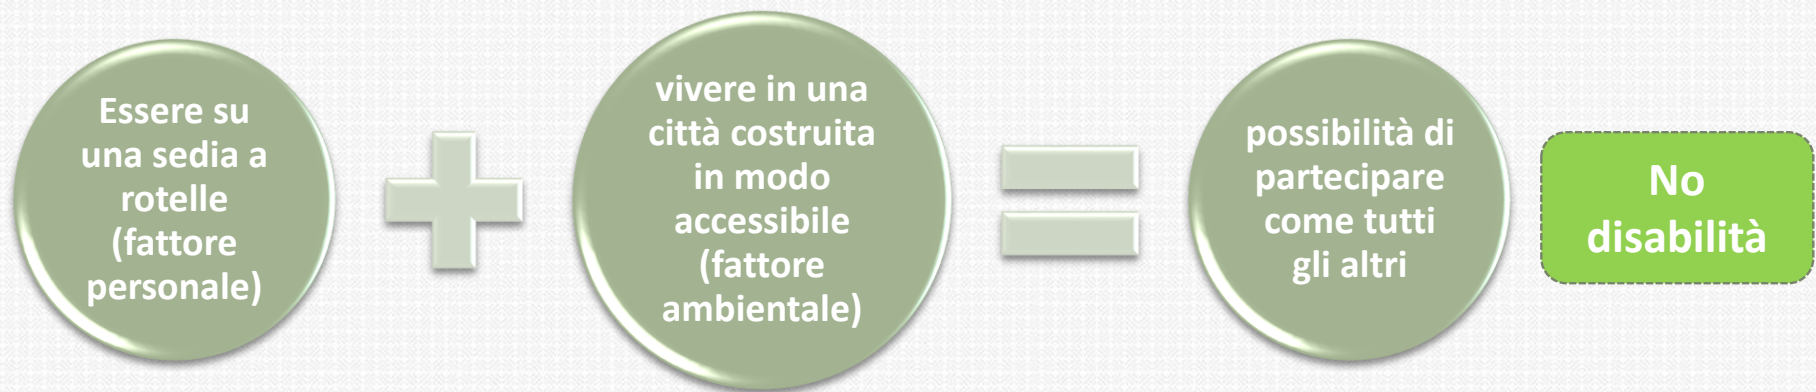 Essere su
una sedia a
rotelle
(fattore
personale)
vivere in una
città costruita
in modo
accessibile
(fattore
ambientale)
possibilità di
partecipare
come tutti
gli altri
No
disabilità